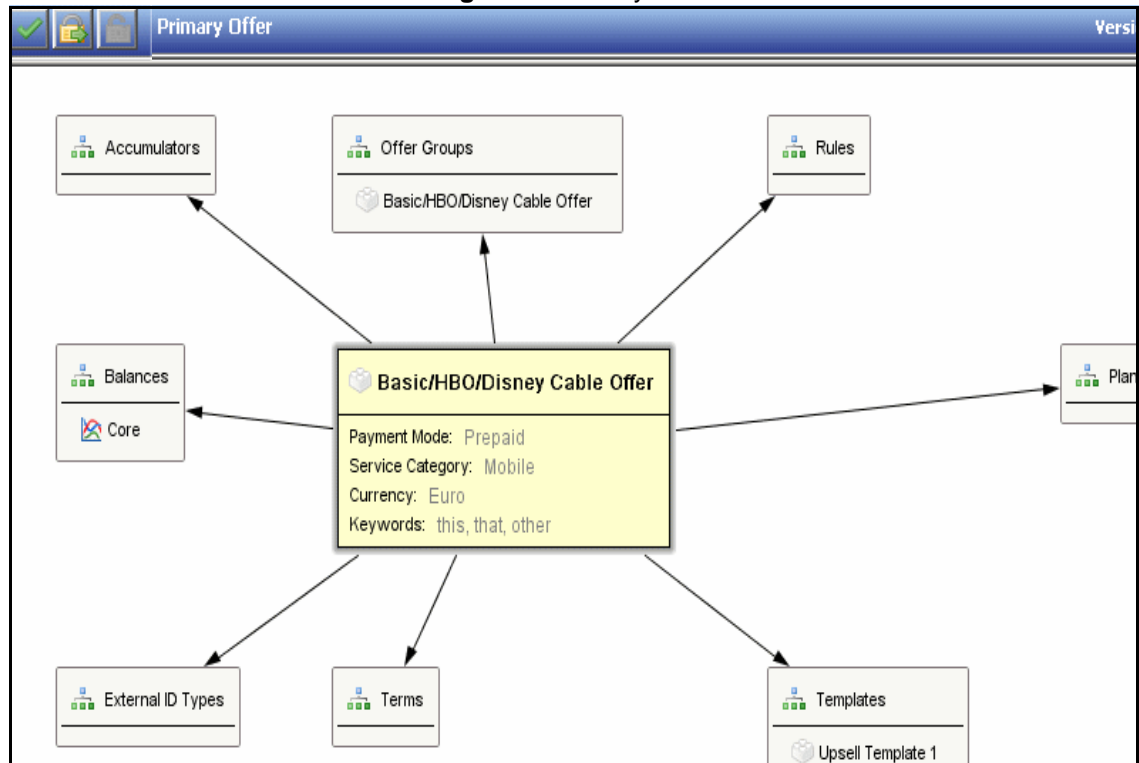 Primary Offer
Accumulators
Offer Groups
Rules
Basic/HBO/Disney Cable Offer
Balances
Core
Basic/HBO/Disney Cable Offer
Payment Mode: Prepaid
Service Category: Mobile
Currency: Euro
Keywords: this, that, other
External ID Types
Terms
Templates
Upsell Template 1